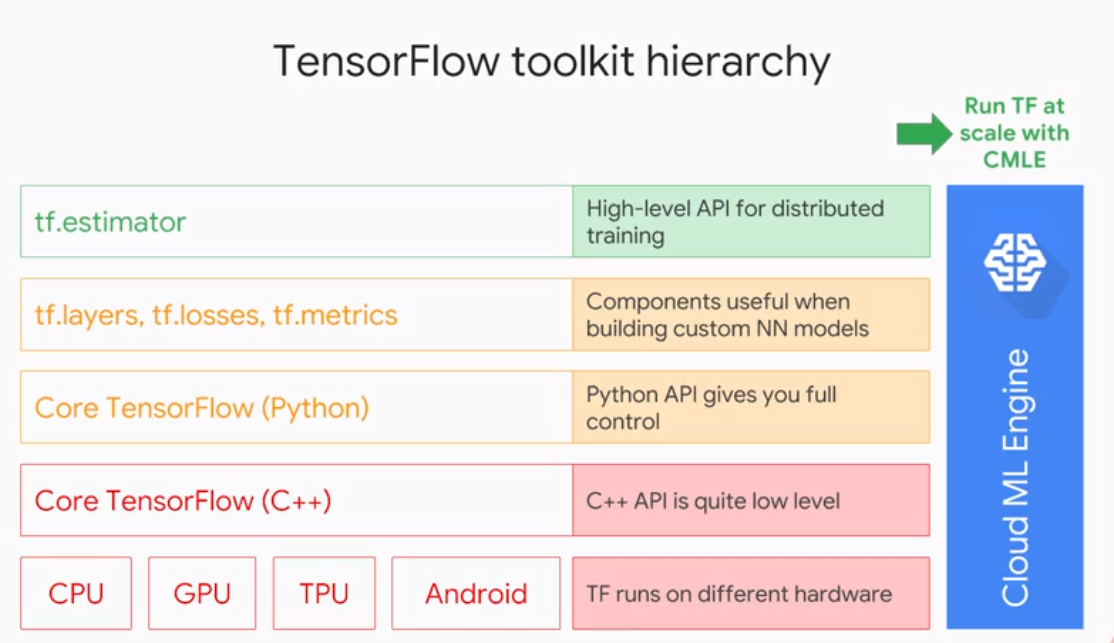 TensorFlow toolkit hierarchy
Run TF at
scale with
CMLE
tf.estimator
High-level API for distributed
training
tf.layers, tf.losses, tf.metrics
Components useful when
building custom NN models
Core TensorFlow (Python)
Python API gives you full
control
Core TensorFlow (C++)
C++ API is quite low level
CPU
GPU
TPU
Android
TF runs on different hardware
Cloud ML Engine